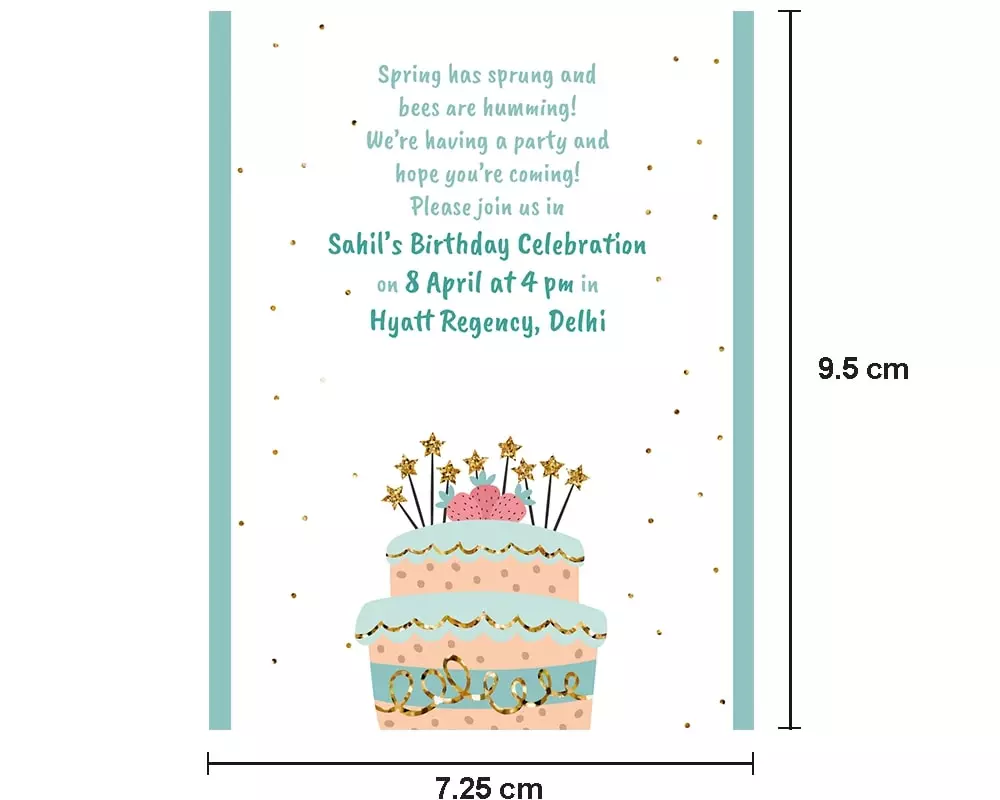 Spring has sprung and
bees are humming!
We're having a party and
hope you're coming!
Please join us in
Sahil's Birthday Celebration
on 8 April at 4 pm in
Hyatt Regency, Delhi
9.5 cm
7.25 cm